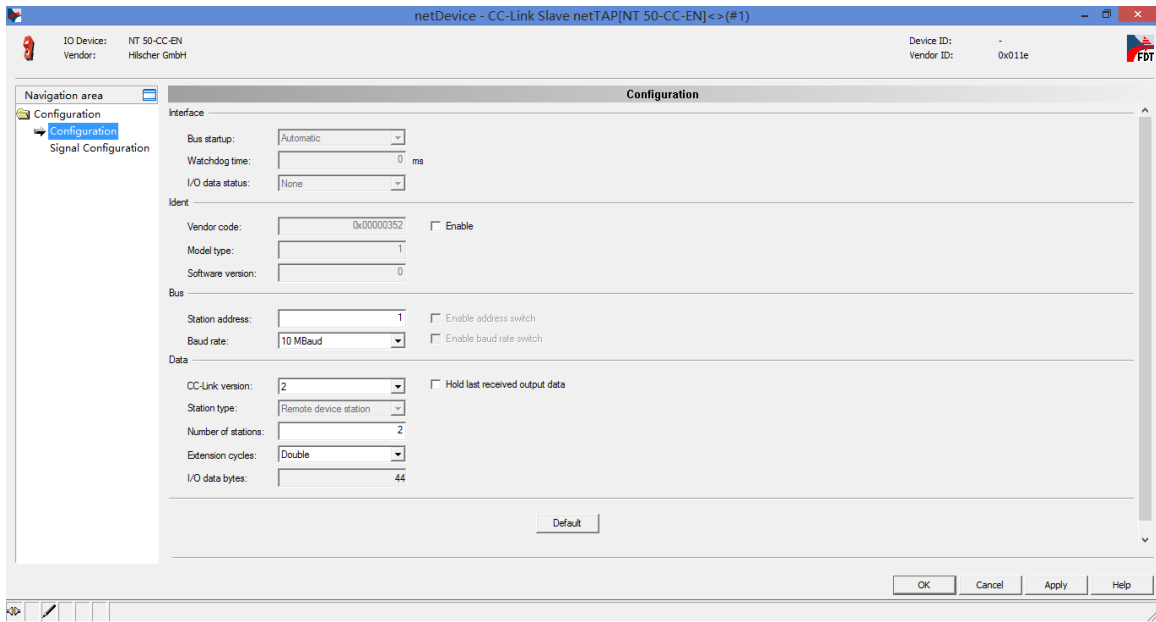 netDevice - CC-Link Slave netTAP[NT 50-CC-EN]<>(#1)
IO Device: NT 50-CC-EN Device ID: -
Vendor: Hilscher GmbH Vendor ID: 0x011e
FDT
Navigation area
Configuration
Configuration
Signal Configuration
Configuration
Interface
Bus startup: Automatic
Watchdog time: 0 ms
I/O data status: None
Ident
Vendor code: 0x00000352 Enable
Model type: 1
Software version: 0
Bus
Station address: 1 Enable address switch
Baud rate: 10 MBaud Enable baud rate switch
Data
CC-Link version: 2 Hold last received output data
Station type: Remote device station
Number of stations: 2
Extension cycles: Double
I/O data bytes: 44
Default
OK Cancel Apply Help